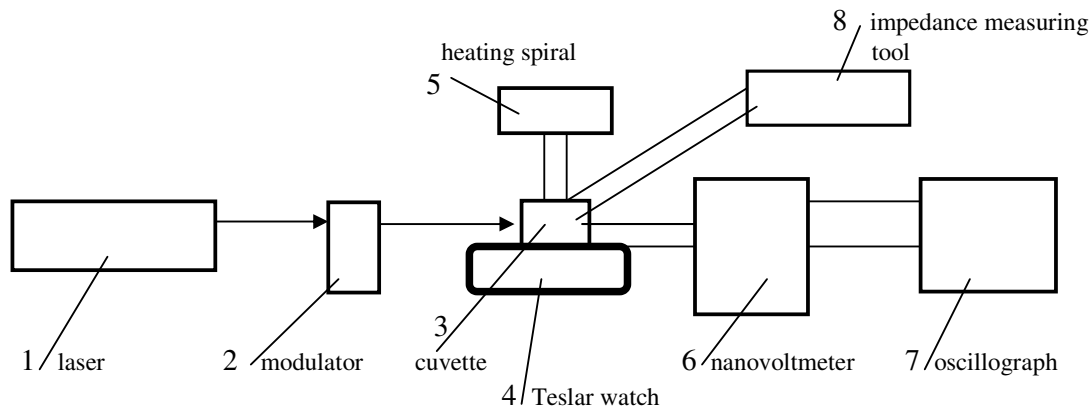 8 impedance measuring
tool
heating spiral
5
3
1 laser
2 modulator
cuvette
6 nanovoltmeter
7 oscillograph
4 Teslar watch